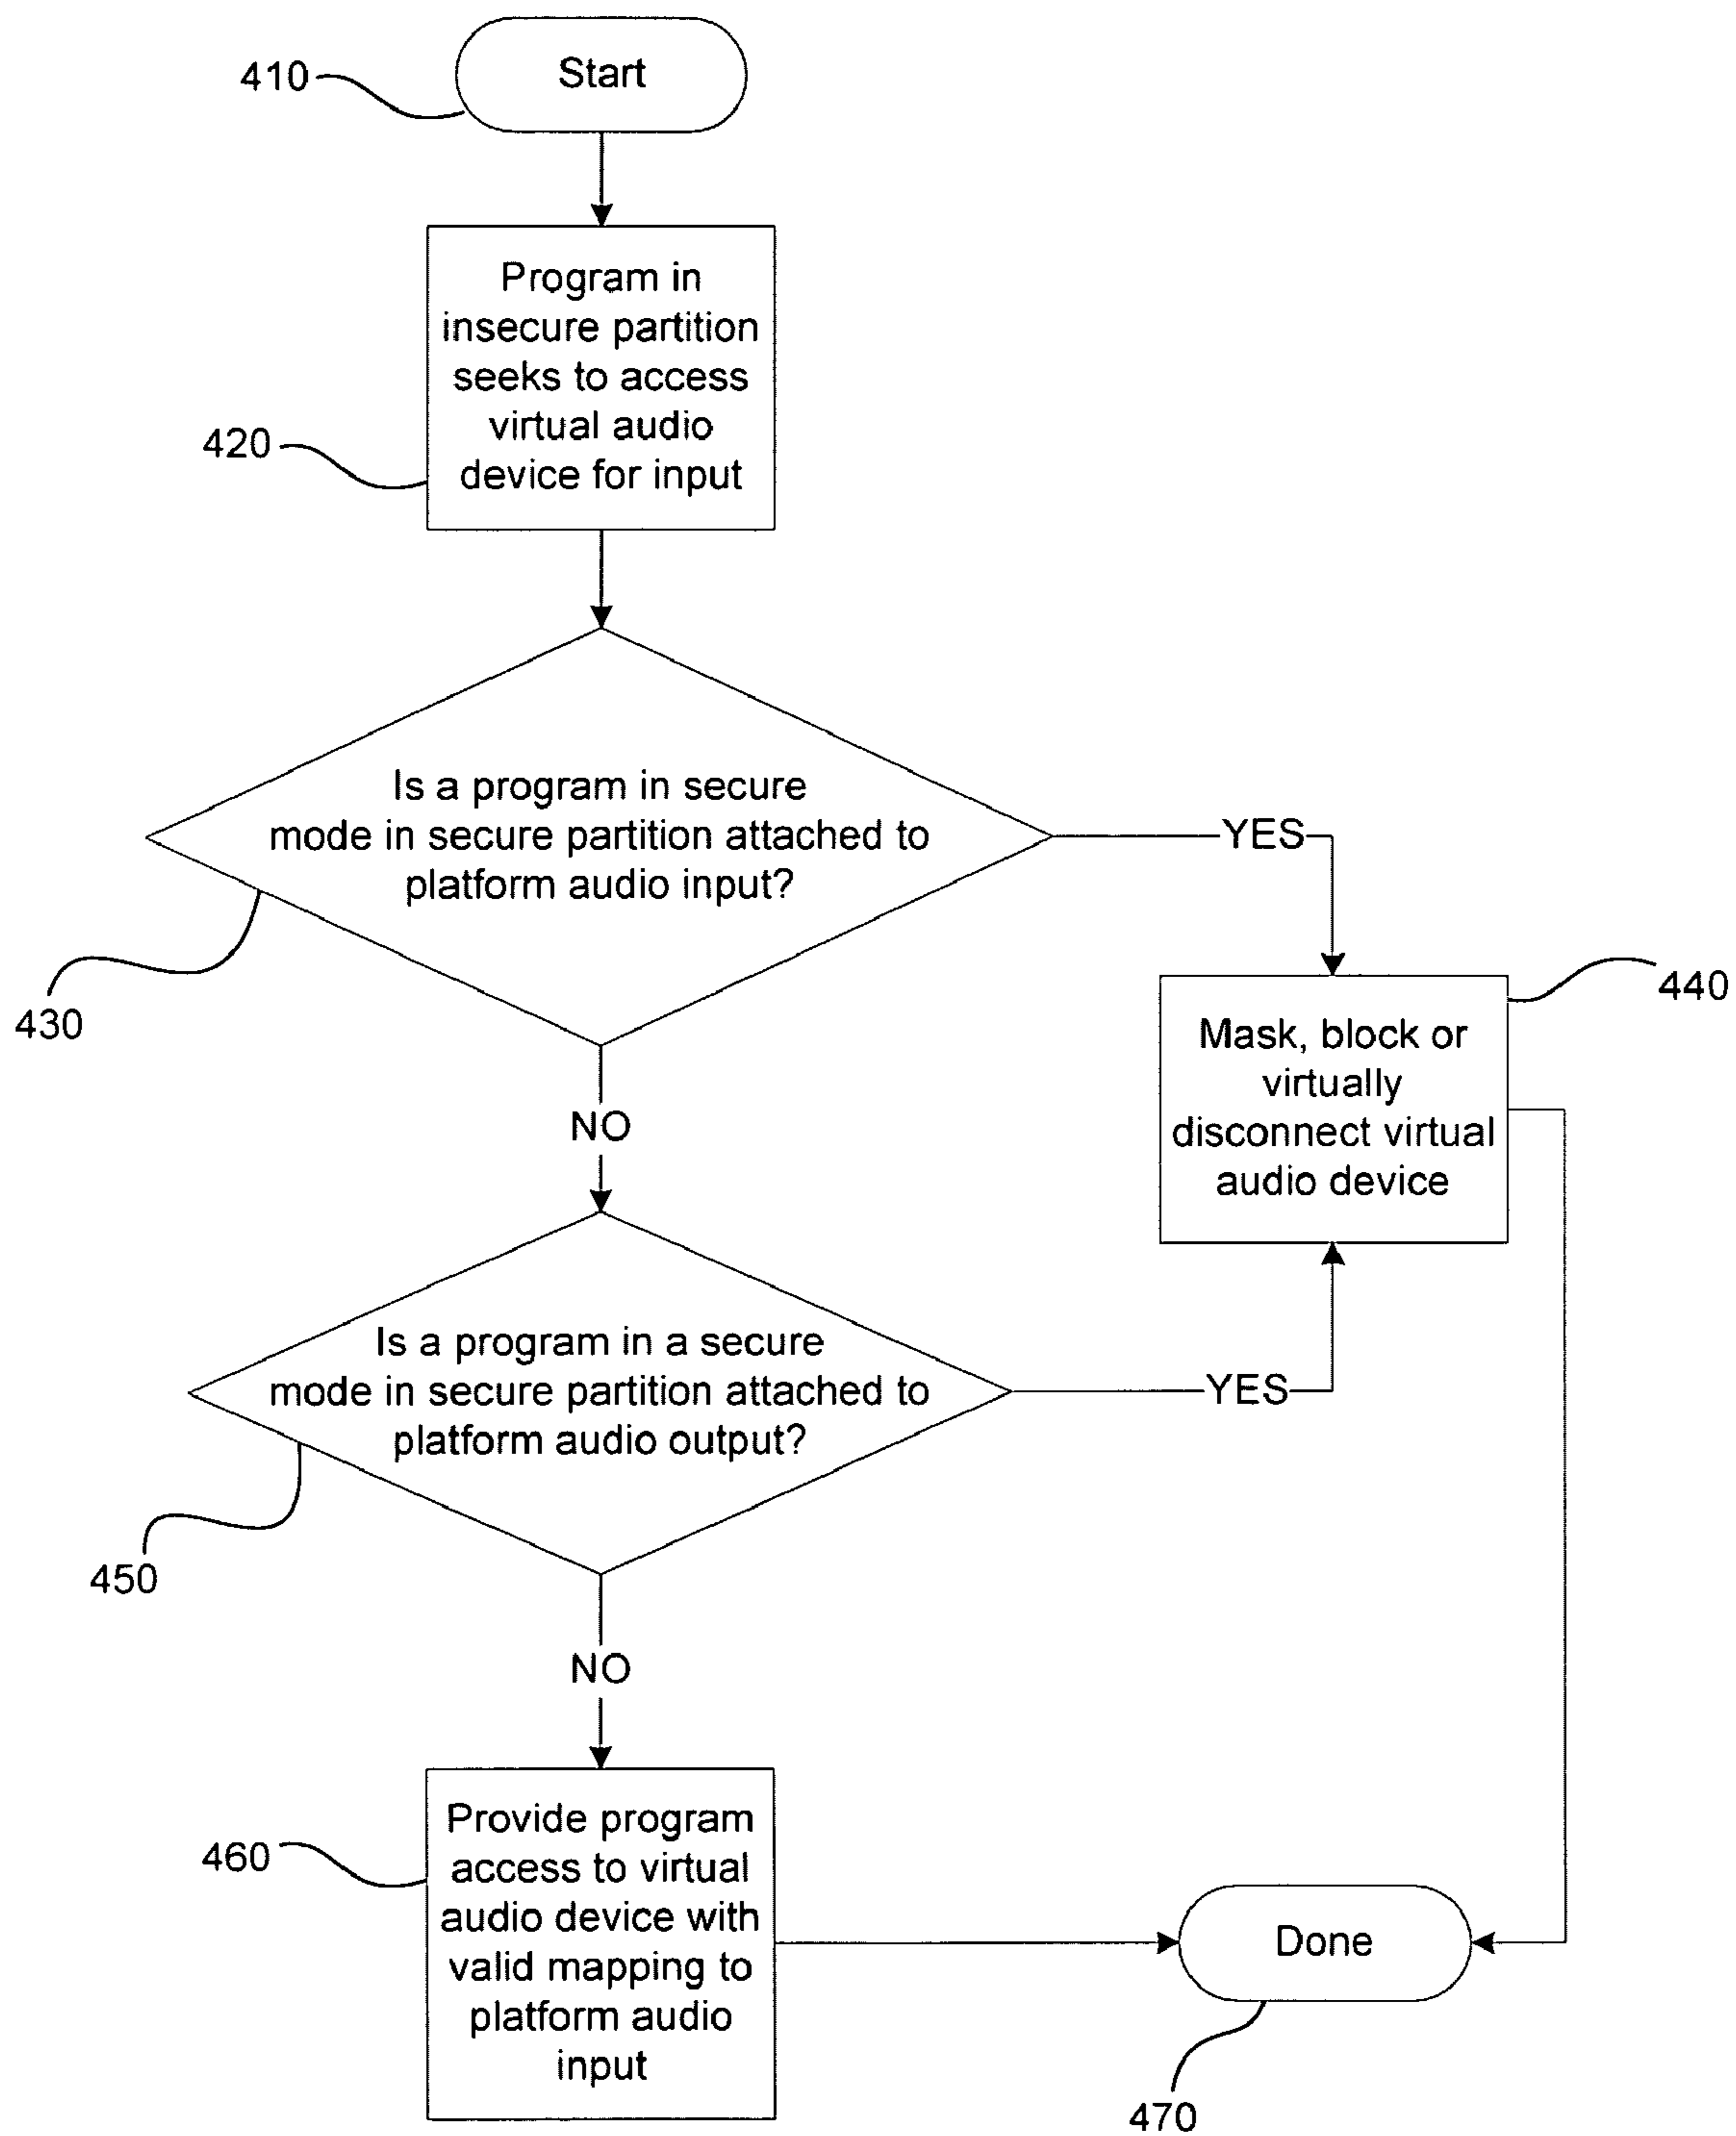 410
Start
Program in
insecure partition
seeks to access
virtual audio
device for input
420
Is a program in secure
mode in secure partition attached to
platform audio input?
YES
430
440
Mask, block or
virtually
disconnect virtual
audio device
NO
Is a program in a secure
mode in secure partition attached to
platform audio output?
YES
450
NO
Provide program
access to virtual
audio device with
valid mapping to
platform audio
input
460
Done
470